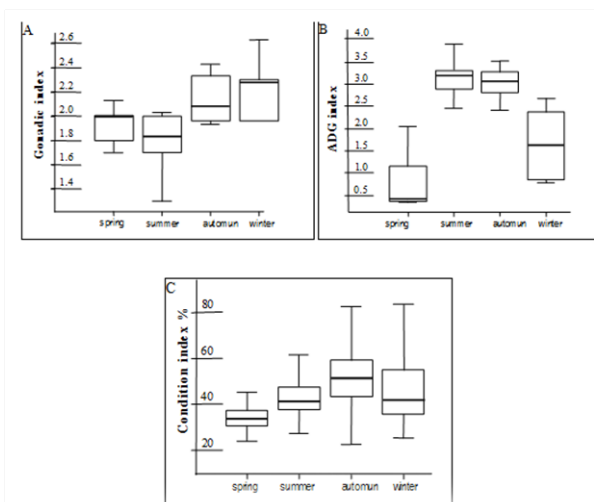 A
Gonadic index
2.6
2.4
2.2
2.0
1.8
1.6
1.4
spring summer automun winter
B
ADG index
4.0
3.5
3.0
2.5
2.0
1.5
1.0
0.5
spring summer automun winter
C
Condition index %
80
60
40
20
spring summer automun winter